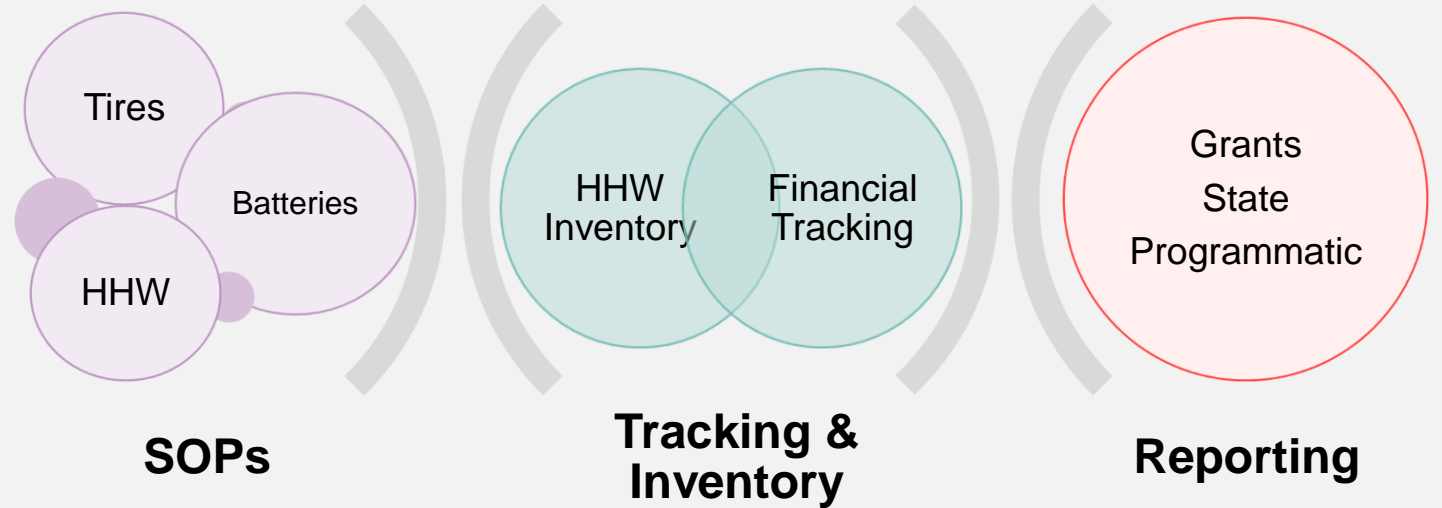 Tires
Batteries
HHW
SOPs
HHW
Inventory
Financial
Tracking
Tracking &
Inventory
Grants
State
Programmatic
Reporting